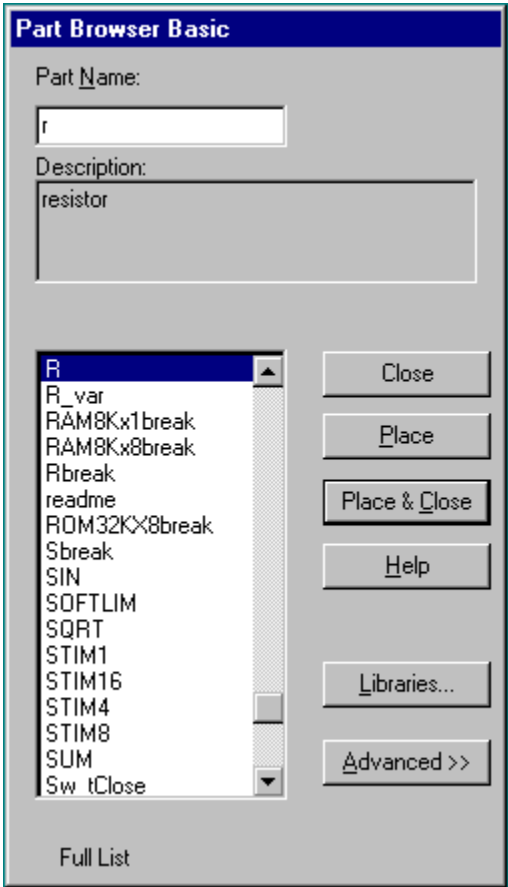 Part Browser Basic
Part Name:
r
Description:
resistor
R
R_var
RAM8Kx1break
RAM8Kx8break
Rbreak
readme
ROM32KX8break
Sbreak
SIN
SOFTLIM
SQRT
STIM1
STIM16
STIM4
STIM8
SUM
Sw_tClose
Close
Place
Place & Close
Help
Libraries...
Advanced >>
Full List